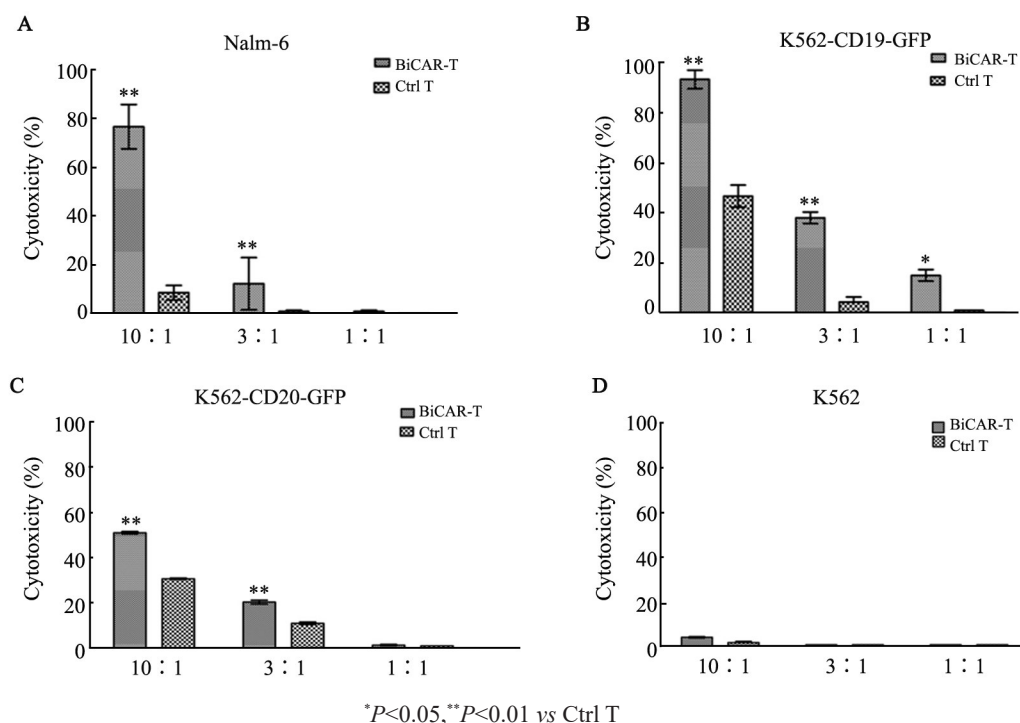 A
Nalm-6
BiCAR-T
Ctrl T
Cytotoxicity (%)
100
80
60
40
20
0
**
**
10：1
3：1
1：1
B
K562-CD19-GFP
BiCAR-T
Ctrl T
Cytotoxicity (%)
100
80
60
40
20
0
**
**
*
10：1
3：1
1：1
C
K562-CD20-GFP
BiCAR-T
Ctrl T
Cytotoxicity (%)
100
80
60
40
20
0
**
**
10：1
3：1
1：1
D
K562
BiCAR-T
Ctrl T
Cytotoxicity (%)
100
80
60
40
20
0
10：1
3：1
1：1
*P<0.05,**P<0.01 vs Ctrl T